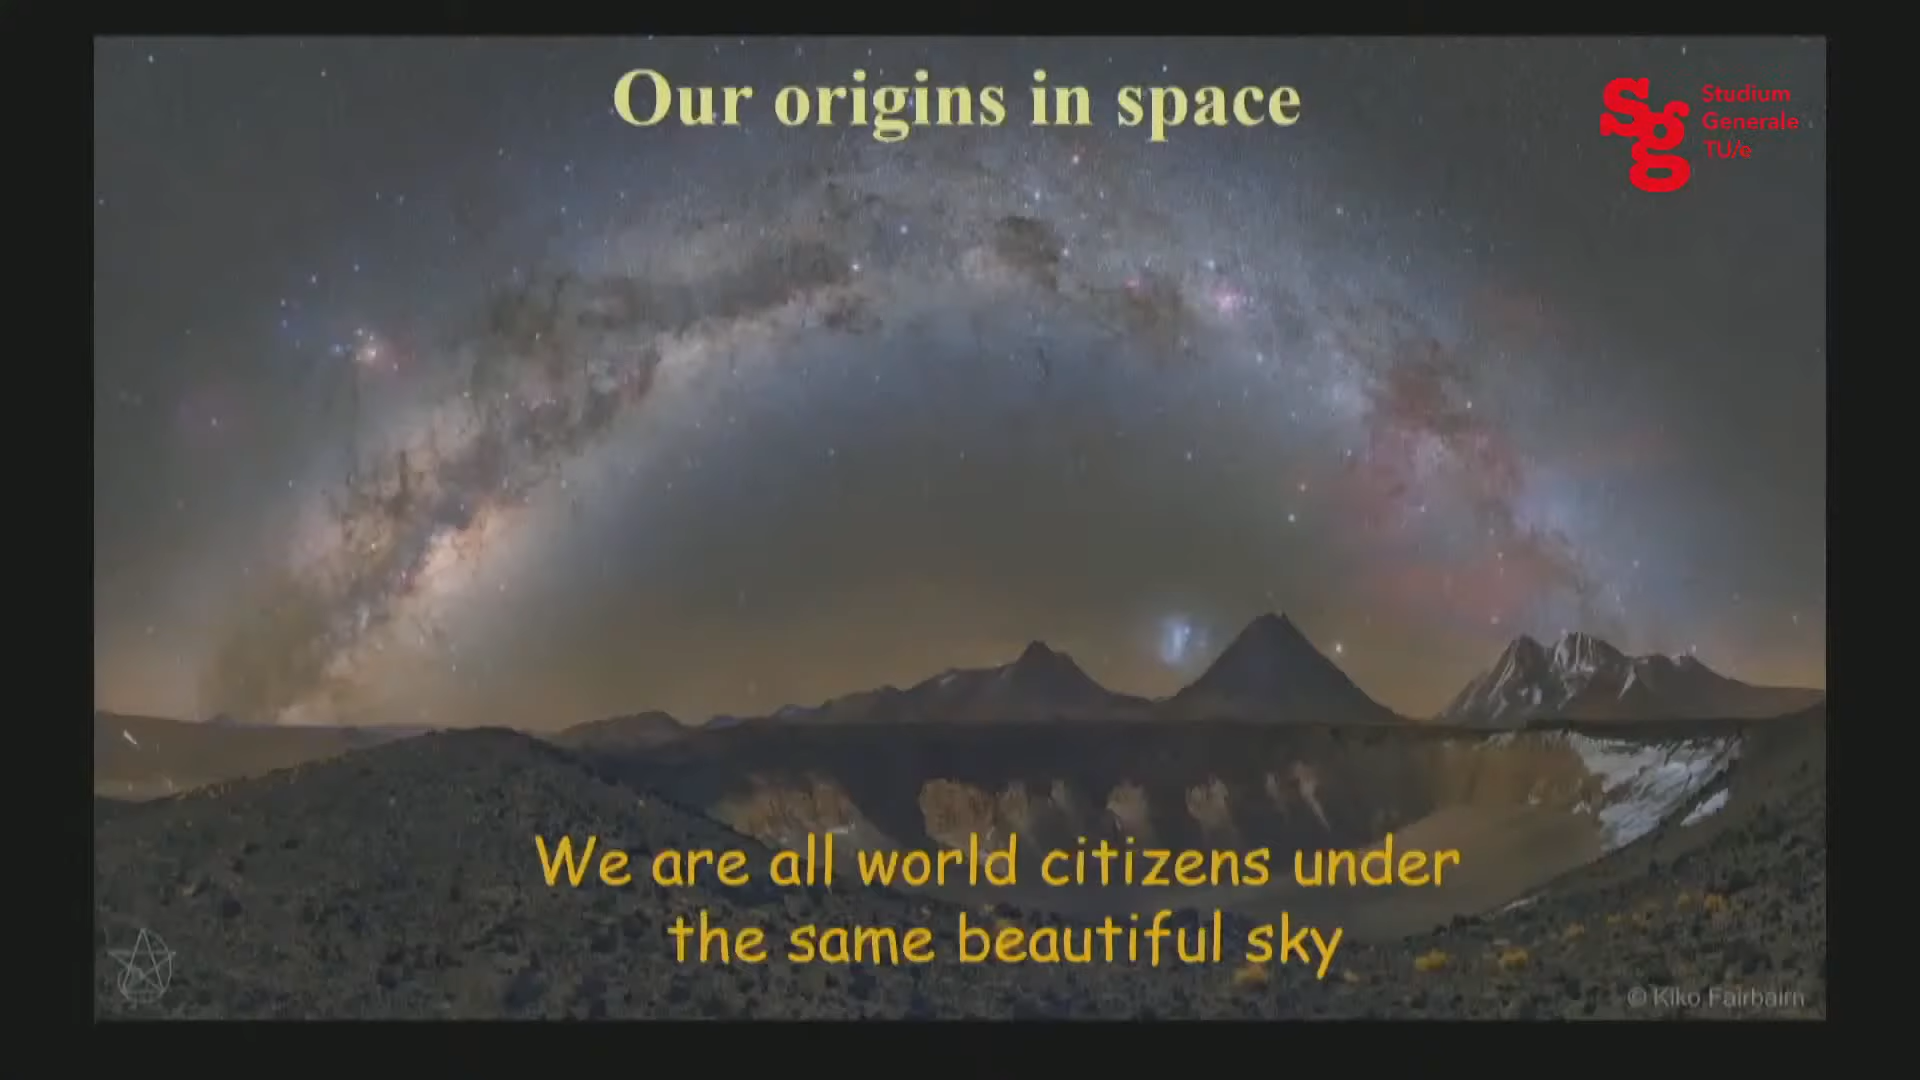 Our origins in space
Studium
Generale
TU/e
We are all world citizens under
the same beautiful sky
© Kiko Fairbairn